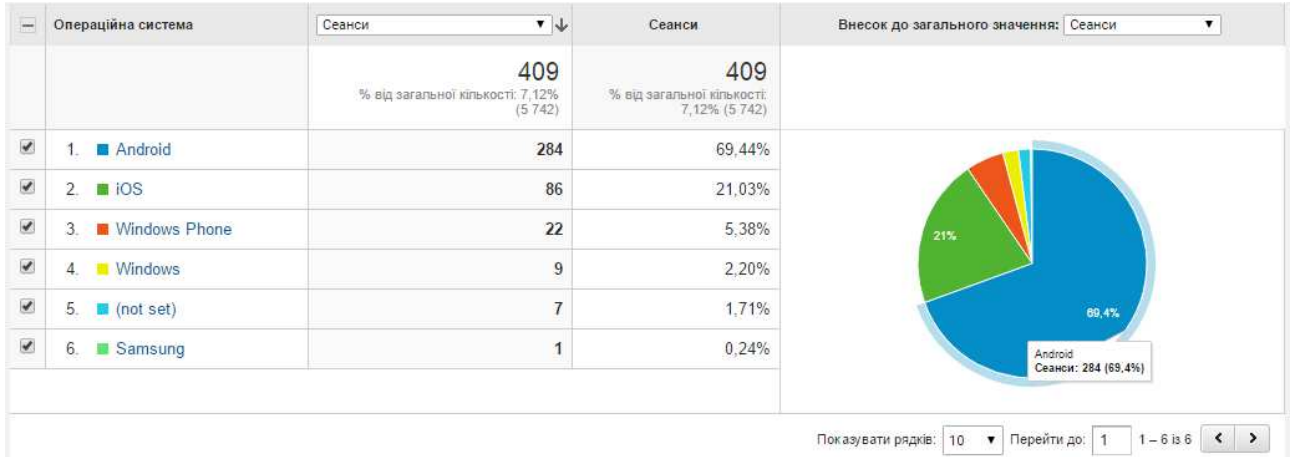 Операційна система Сеанси Сеанси Внесок до загального значення: Сеанси
409 409
% від загальної кількості: 7,12% % від загальної кількості:
(5 742) 7,12% (5 742)
1. Android 284 69,44%
2. iOS 86 21,03%
3. Windows Phone 22 5,38%
4. Windows 9 2,20%
5. (not set) 7 1,71%
6. Samsung 1 0,24%
21%
69,4%
Android
Сеанси: 284 (69,4%)
Показувати рядків: 10 Перейти до: 1 1 – 6 із 6